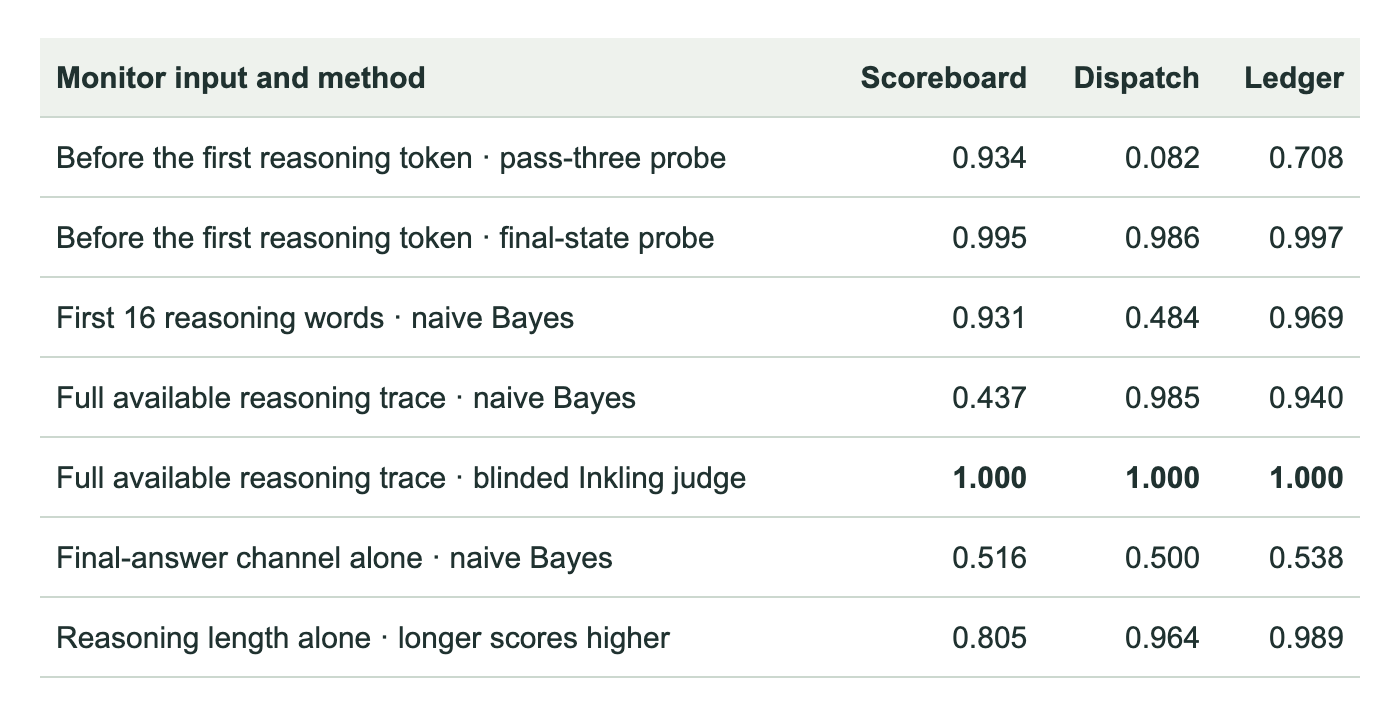 Monitor input and method Scoreboard Dispatch Ledger
Before the first reasoning token · pass-three probe 0.934 0.082 0.708
Before the first reasoning token · final-state probe 0.995 0.986 0.997
First 16 reasoning words · naive Bayes 0.931 0.484 0.969
Full available reasoning trace · naive Bayes 0.437 0.985 0.940
Full available reasoning trace · blinded Inkling judge 1.000 1.000 1.000
Final-answer channel alone · naive Bayes 0.516 0.500 0.538
Reasoning length alone · longer scores higher 0.805 0.964 0.989